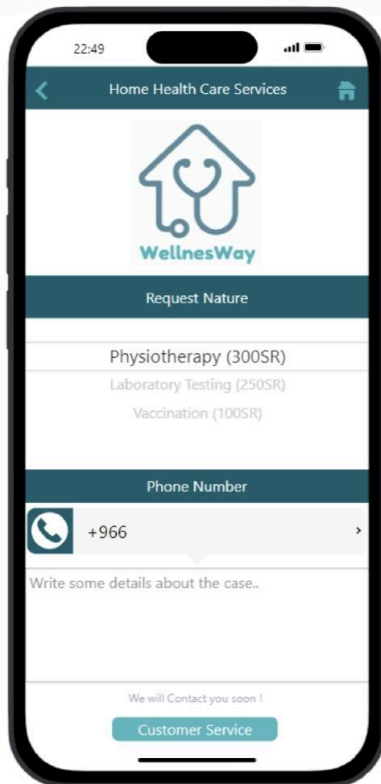 22:49
Home Health Care Services
WellnesWay
Request Nature
Physiotherapy (300SR)
Laboratory Testing (250SR)
Vaccination (100SR)
Phone Number
+966
Write some details about the case..
We will Contact you soon !
Customer Service